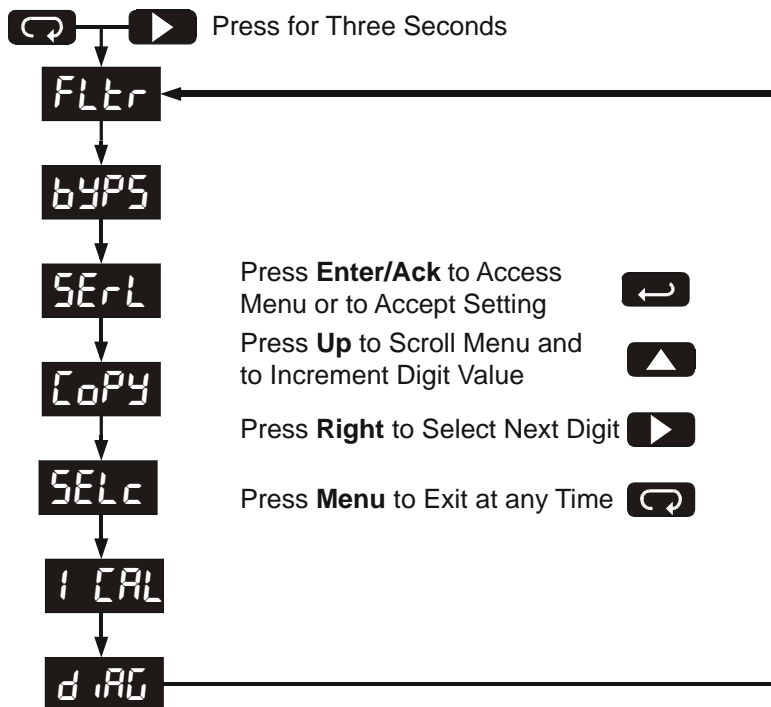 Press for Three Seconds
FLtr
bYPS
SErL
Press Enter/Ack to Access
Menu or to Accept Setting
Press Up to Scroll Menu and
to Increment Digit Value
CoPY
Press Right to Select Next Digit
SELc
Press Menu to Exit at any Time
I CAL
diAG